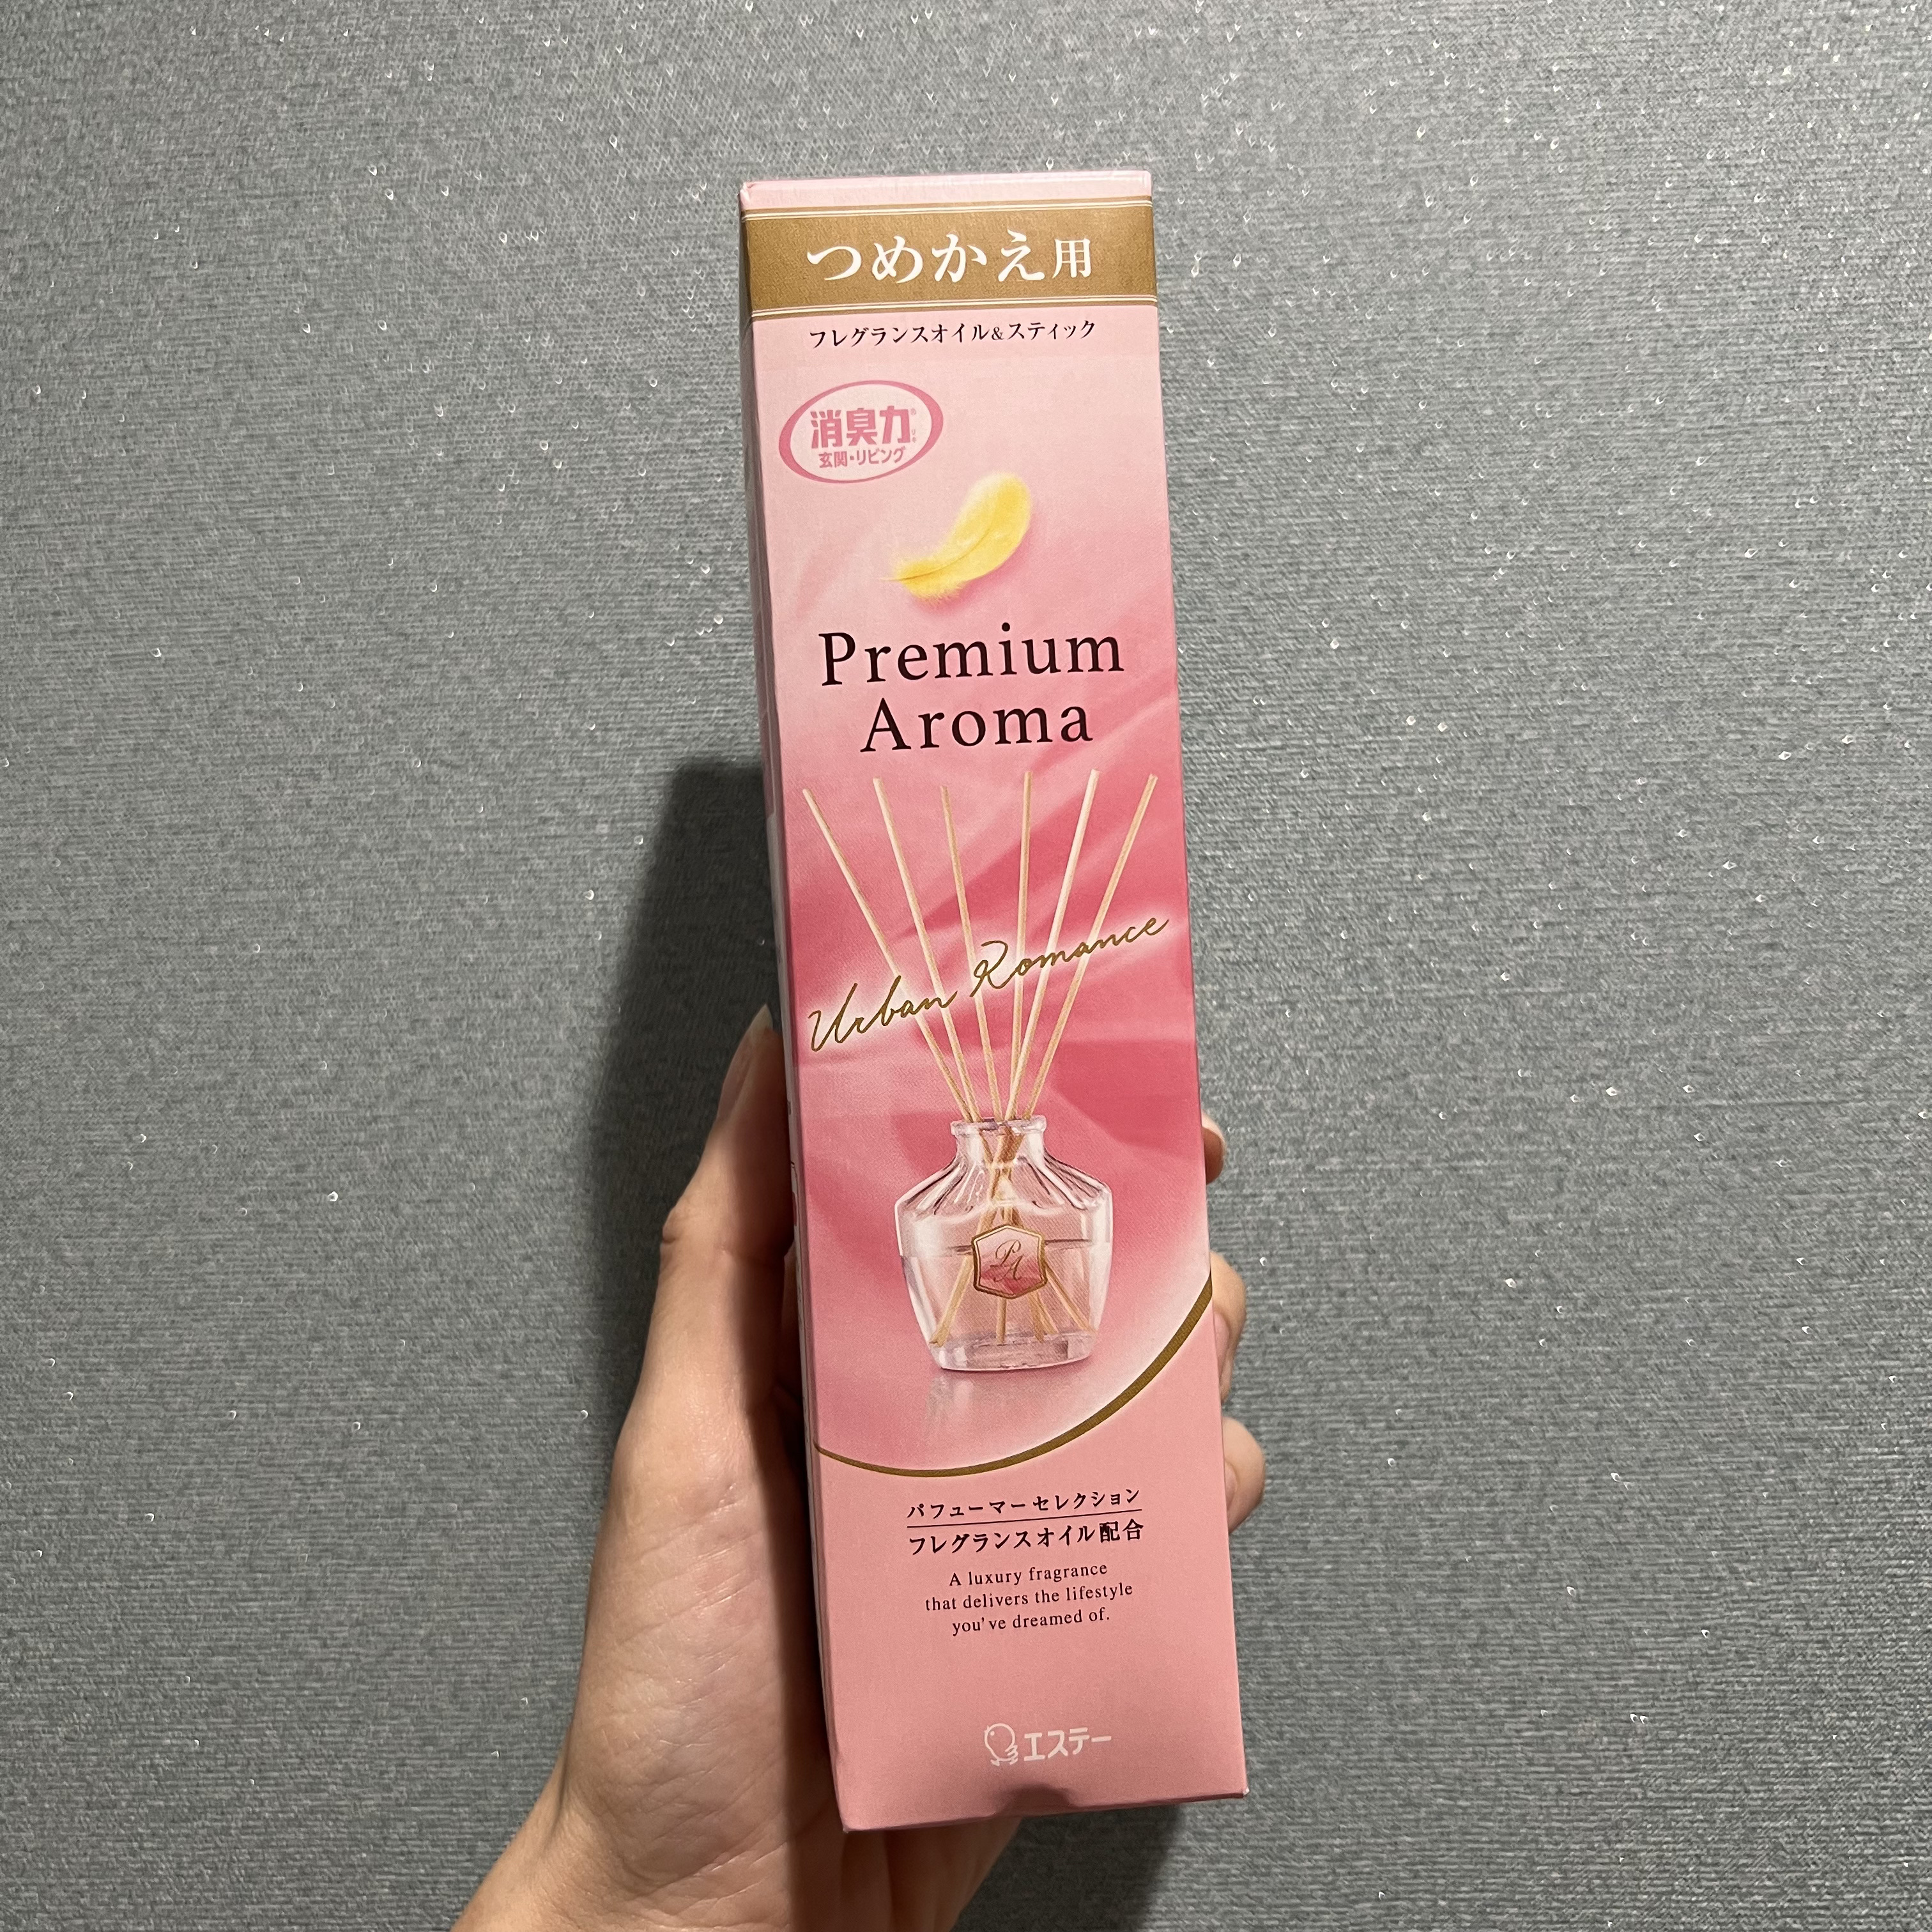 つめかえ用
フレグランスオイル&スティック
消臭力
玄関・リビング
Premium
Aroma
Urban Romance
PA
パフューマーセレクション
フレグランスオイル配合
A luxury fragrance
that delivers the lifestyle
you've dreamed of.
エステー